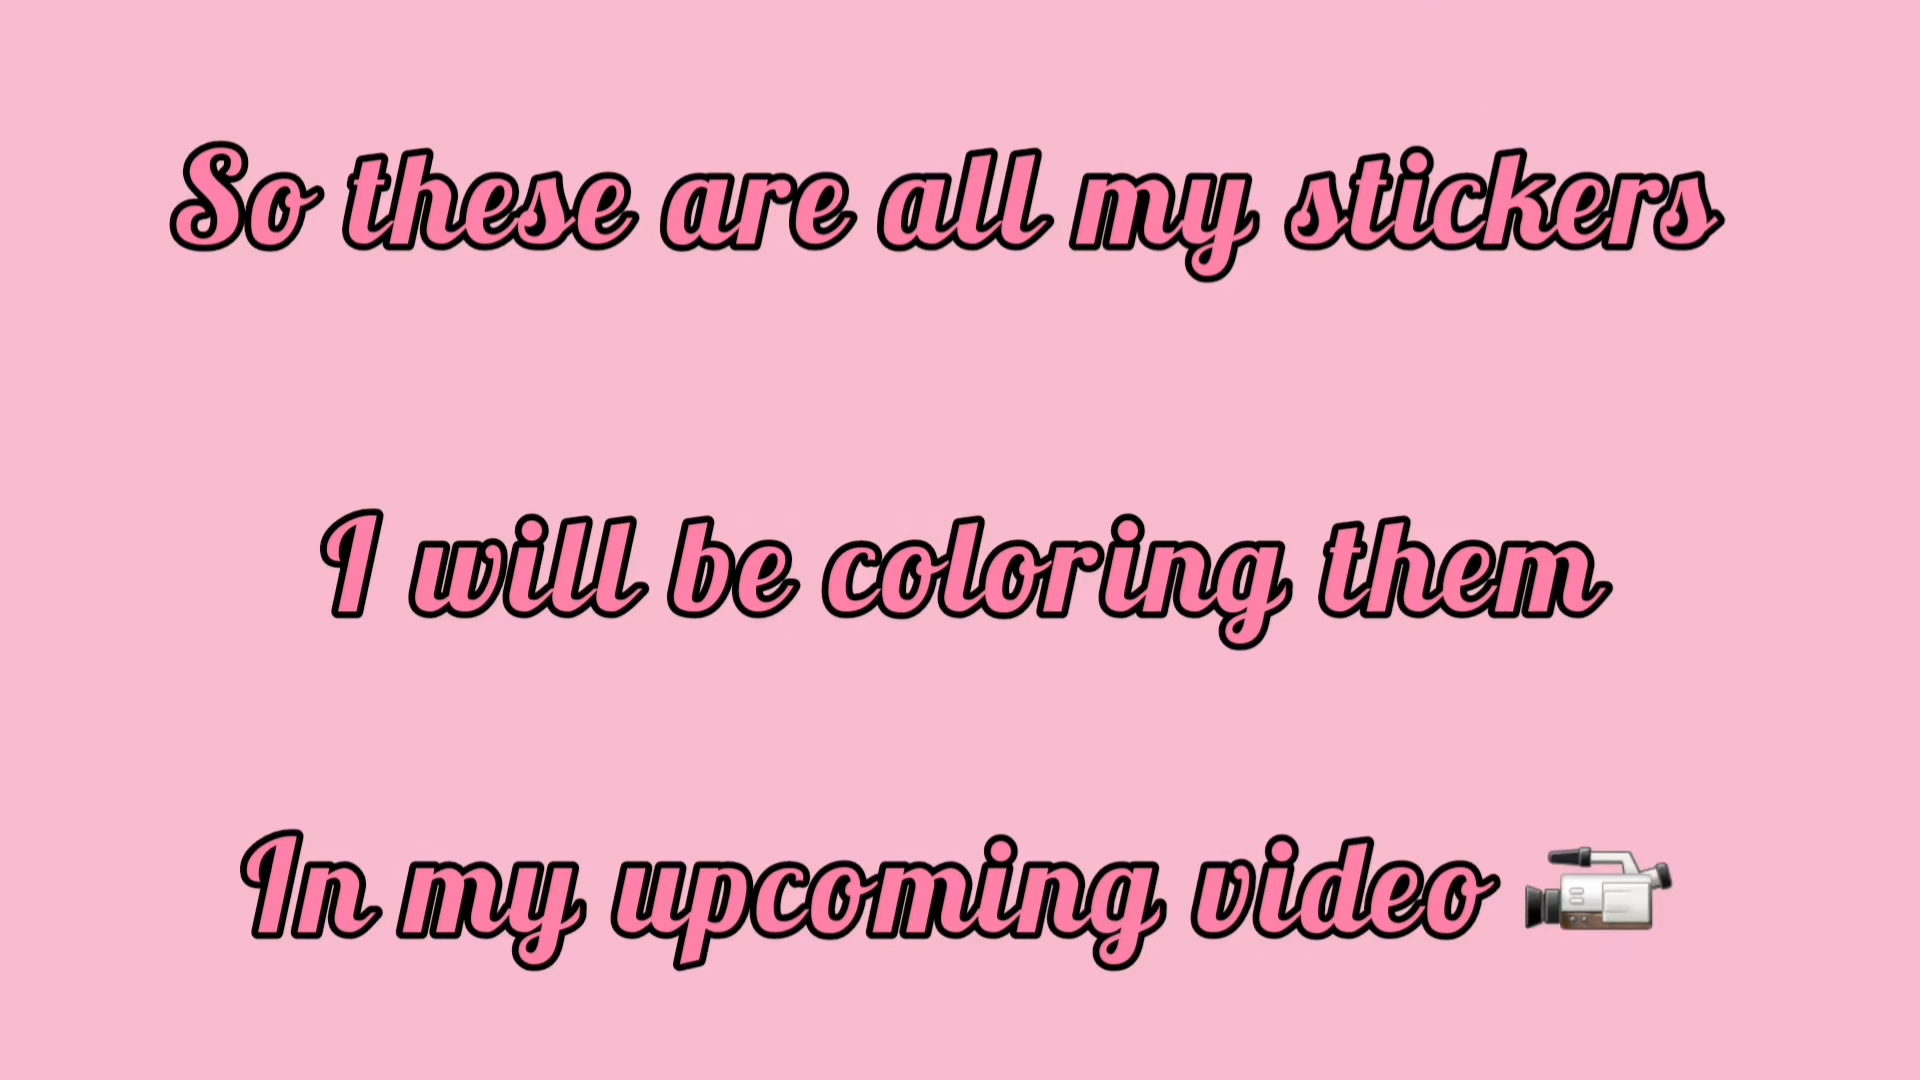 So these are all my stickers
I will be coloring them
In my upcoming video 🎥